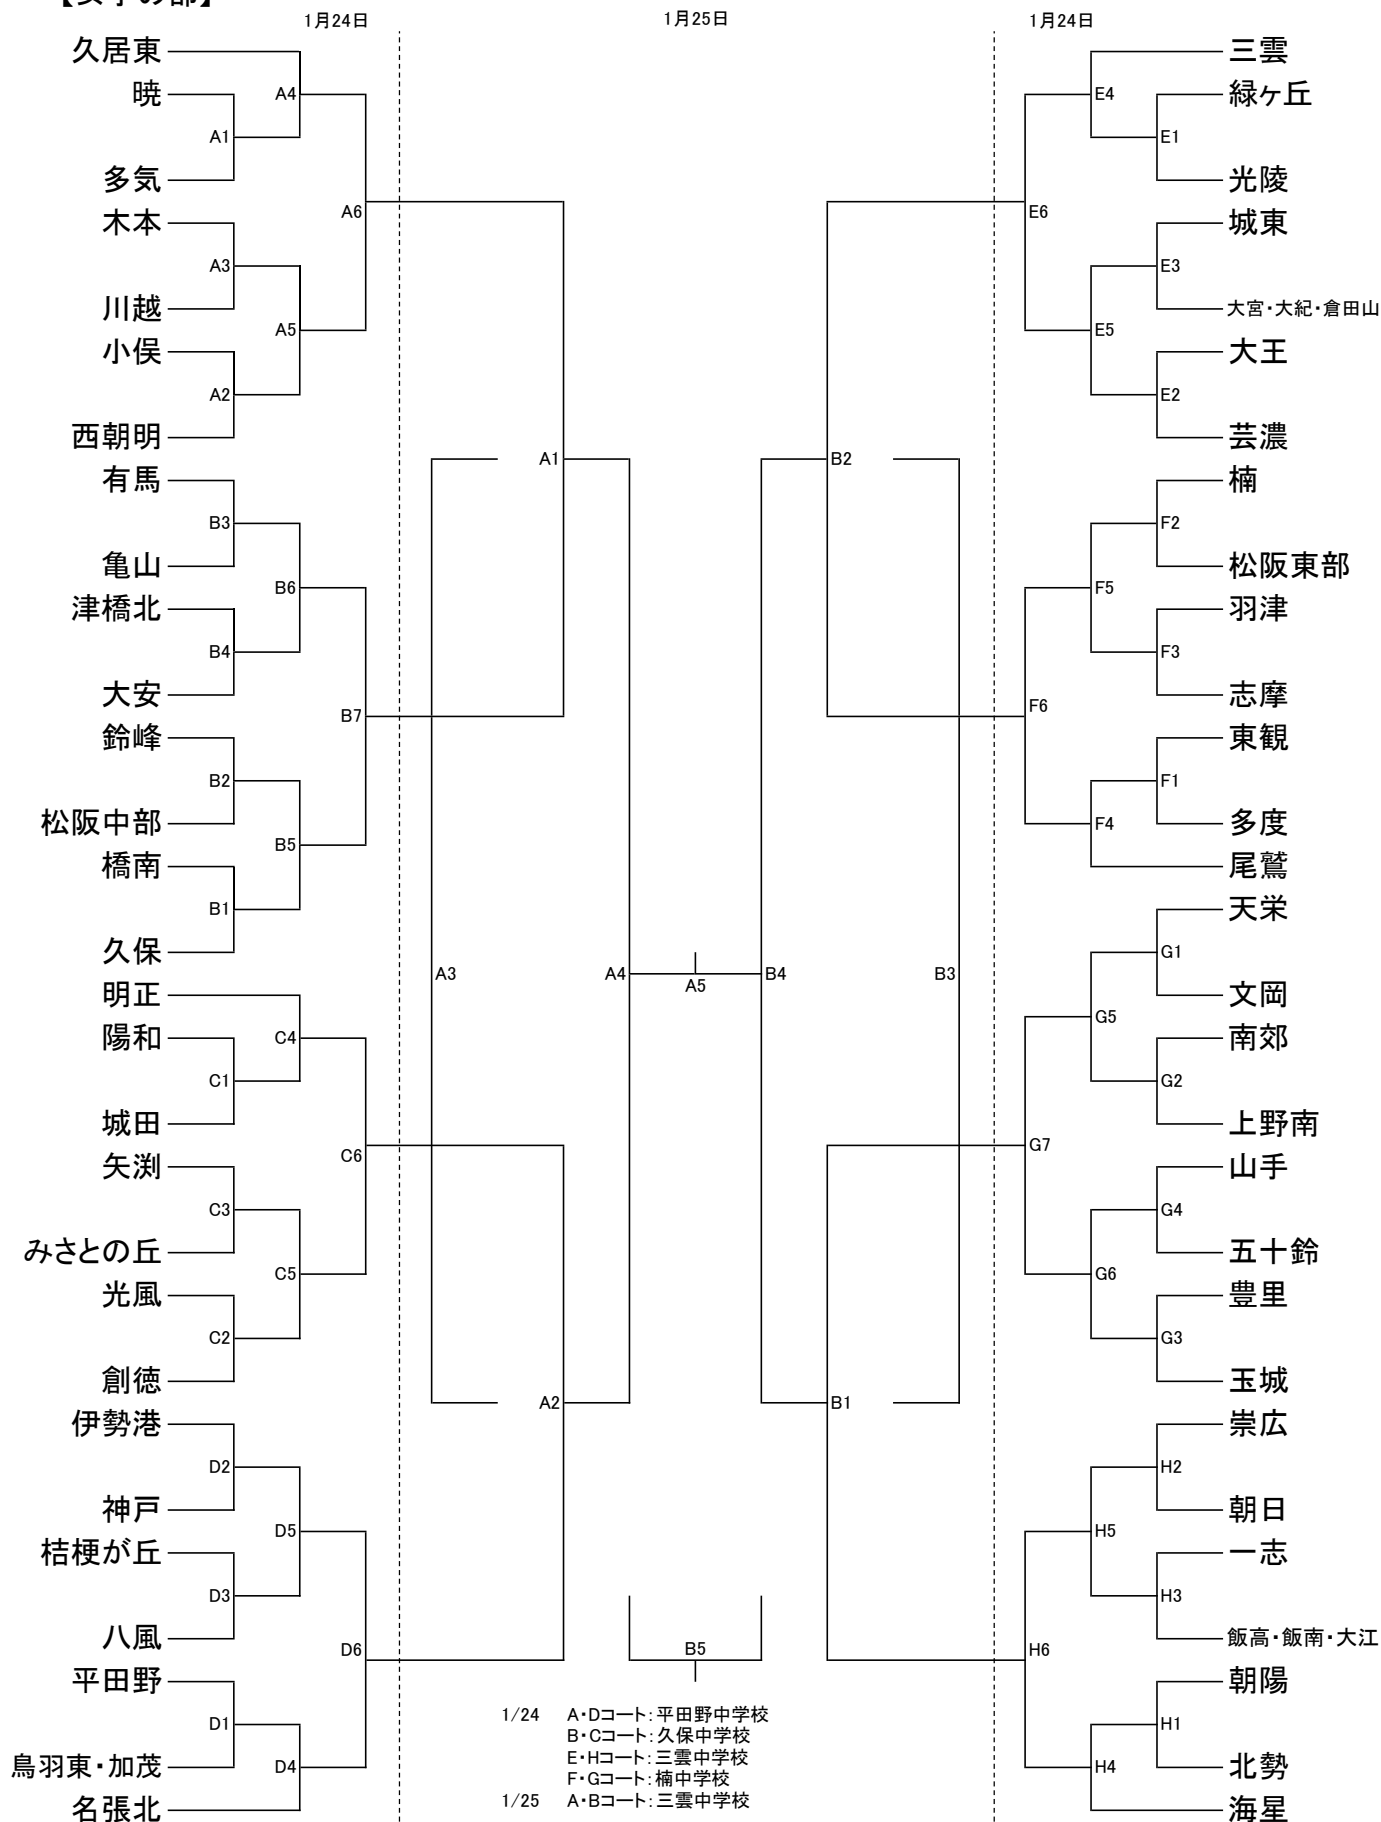 1月24日
1月25日
1月24日
久居東
暁
多気
木本
川越
小俣
西朝明
有馬
亀山
津橋北
大安
鈴峰
松阪中部
橋南
久保
明正
陽和
城田
矢渕
みさとの丘
光風
創徳
伊勢港
神戸
桔梗が丘
八風
平田野
鳥羽東・加茂
名張北
A4
A1
A6
A3
A5
A2
B3
B6
B4
B7
B2
B5
B1
C4
C1
C6
C3
C5
C2
D2
D5
D3
D6
D1
D4
A1
A3
A4
A2
A5
B5
B2
B4
B3
B1
E4
E1
E6
E3
E5
E2
F2
F5
F3
F6
F1
F4
G1
G5
G2
G7
G4
G6
G3
H2
H5
H3
H6
H1
H4
三雲
緑ヶ丘
光陵
城東
大宮・大紀・倉田山
大王
芸濃
楠
松阪東部
羽津
志摩
東観
多度
尾鷲
天栄
文岡
南郊
上野南
山手
五十鈴
豊里
玉城
崇広
朝日
一志
飯高・飯南・大江
朝陽
北勢
海星
1/24 A・Dコート:平田野中学校
B・Cコート:久保中学校
E・Hコート:三雲中学校
F・Gコート:楠中学校
1/25 A・Bコート:三雲中学校